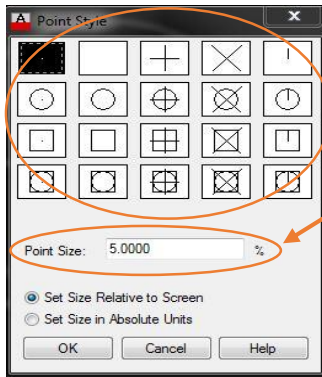 Point Style
Point Size: 5.0000 %
Set Size Relative to Screen
Set Size in Absolute Units
OK Cancel Help